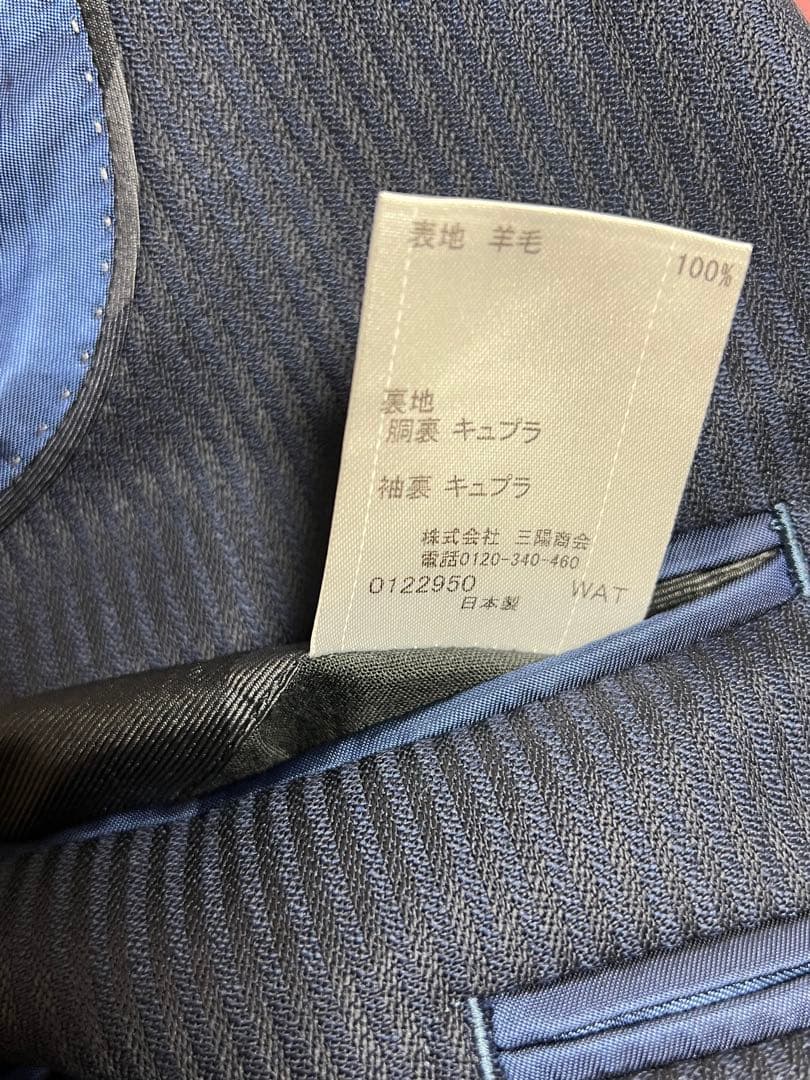 表地 羊毛 100%
裏地
胴裏 キュプラ
袖裏 キュプラ
株式会社 三陽商会
電話0120-340-460
0122950 WAT
日本製